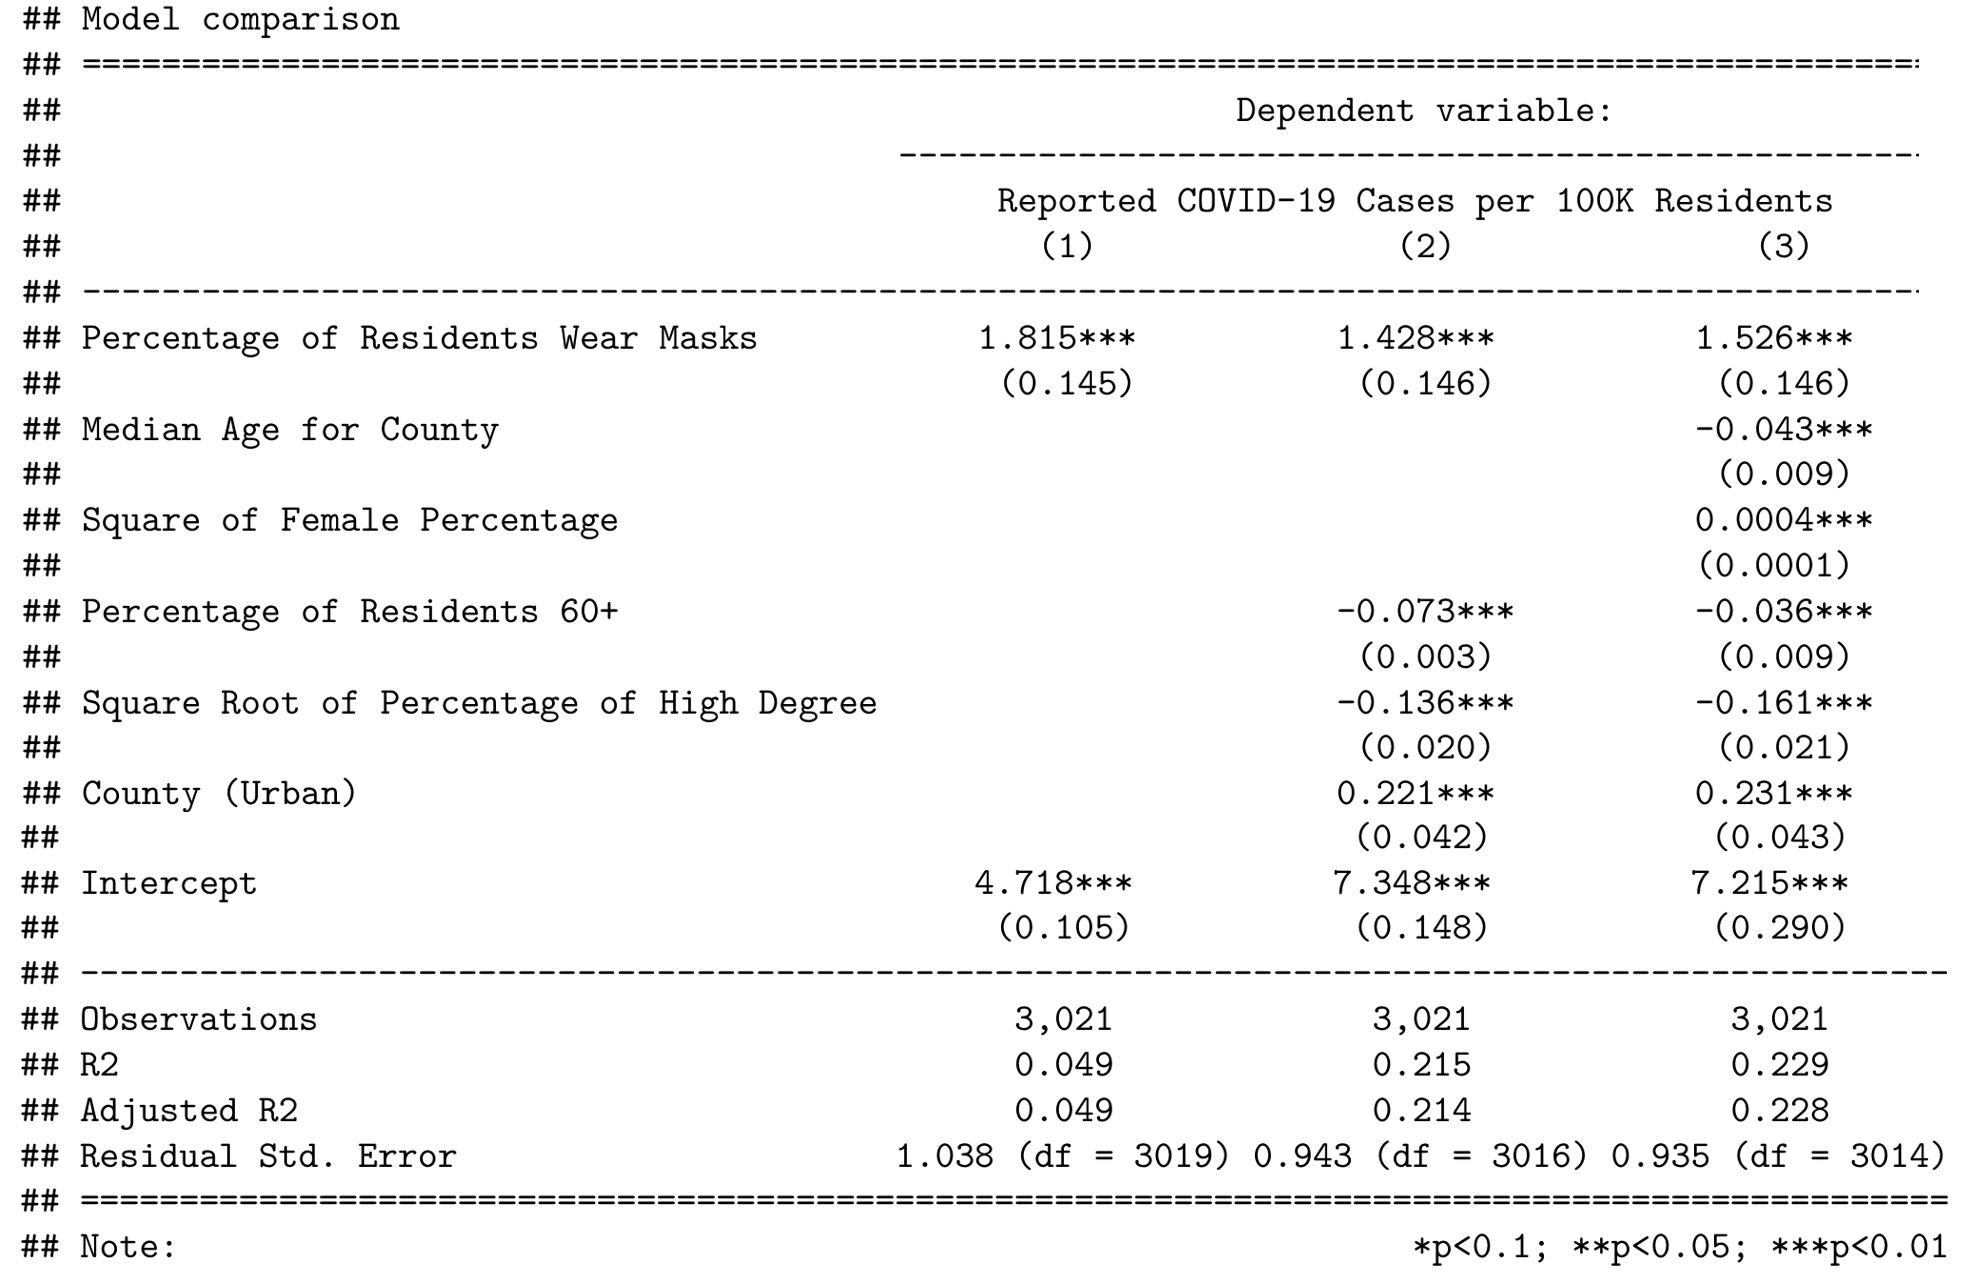 ## Model comparison
## ============================================================================================
##                                                           Dependent variable:
##                                          ---------------------------------------------------
##                                               Reported COVID-19 Cases per 100K Residents
##                                                 (1)               (2)              (3)
## --------------------------------------------------------------------------------------------
## Percentage of Residents Wear Masks           1.815***          1.428***          1.526***
##                                               (0.145)           (0.146)           (0.146)
## Median Age for County                                                            -0.043***
##                                                                                   (0.009)
## Square of Female Percentage                                                      0.0004***
##                                                                                  (0.0001)
## Percentage of Residents 60+                                    -0.073***         -0.036***
##                                                                 (0.003)           (0.009)
## Square Root of Percentage of High Degree                       -0.136***         -0.161***
##                                                                 (0.020)           (0.021)
## County (Urban)                                                 0.221***          0.231***
##                                                                 (0.042)           (0.043)
## Intercept                                    4.718***          7.348***          7.215***
##                                               (0.105)           (0.148)           (0.290)
## ----------------------------------------------------------------------------------------------
## Observations                                   3,021             3,021             3,021
## R2                                             0.049             0.215             0.229
## Adjusted R2                                    0.049             0.214             0.228
## Residual Std. Error                      1.038 (df = 3019) 0.943 (df = 3016) 0.935 (df = 3014)
## ==============================================================================================
## Note:                                                              *p<0.1; **p<0.05; ***p<0.01